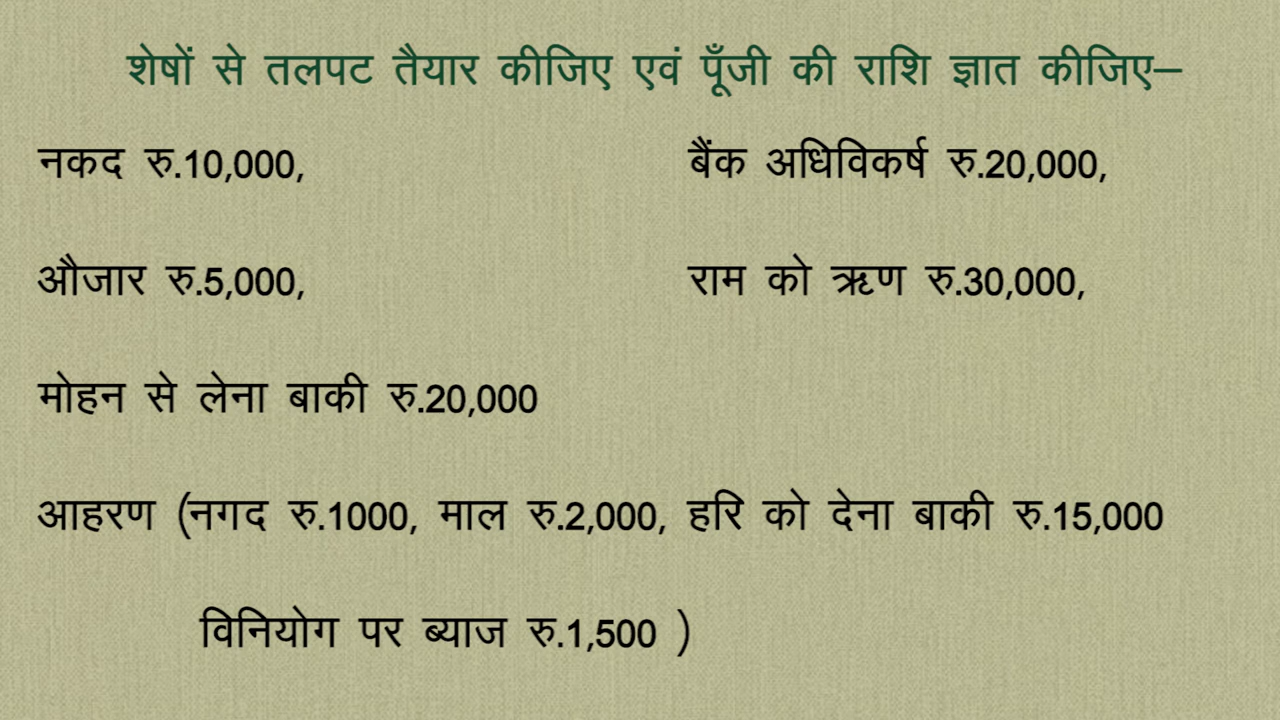 शेषों से तलपट तैयार कीजिए एवं पूँजी की राशि ज्ञात कीजिए–
नकद रु.10,000, बैंक अधिविकर्ष रु.20,000,
औजार रु.5,000, राम को ऋण रु.30,000,
मोहन से लेना बाकी रु.20,000
आहरण (नगद रु.1000, माल रु.2,000, हरि को देना बाकी रु.15,000
विनियोग पर ब्याज रु.1,500 )